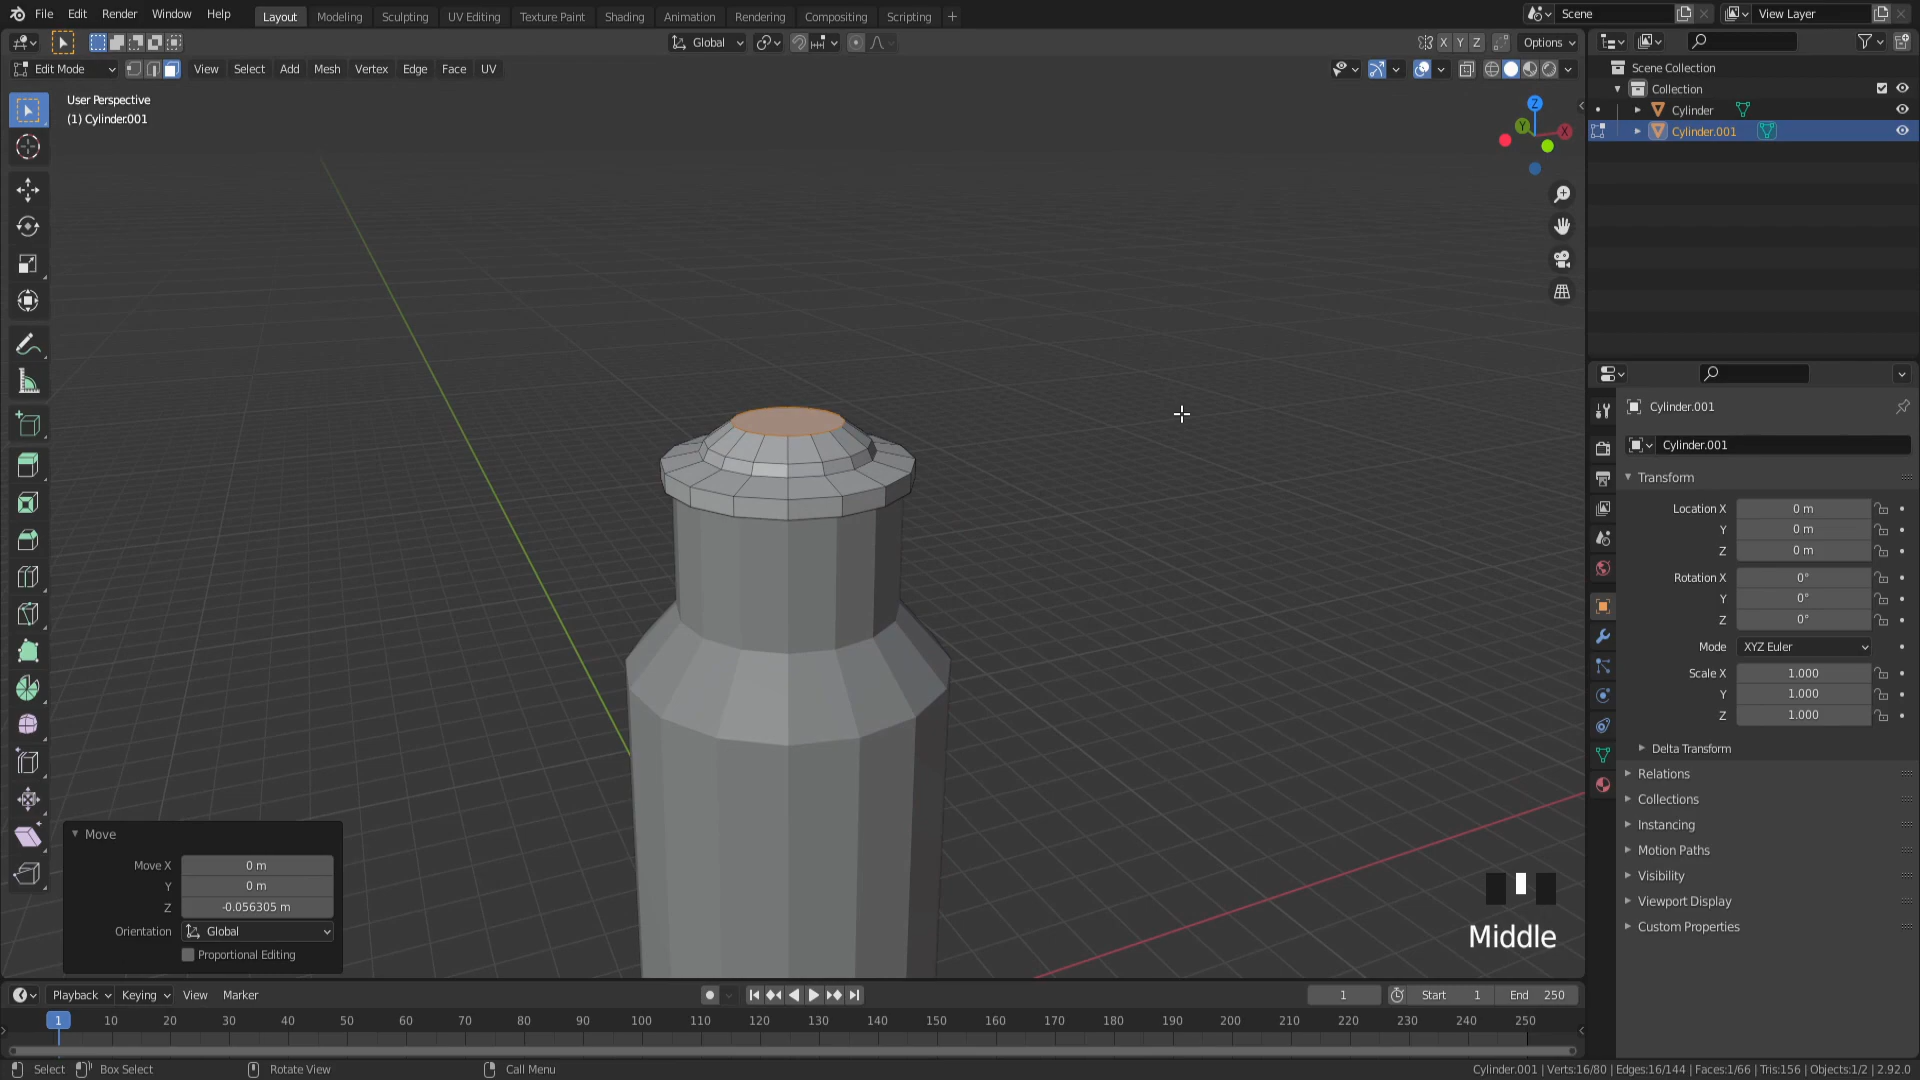 File Edit Render Window Help Layout Modeling Sculpting UV Editing Texture Paint Shading Animation Rendering Compositing Scripting + Scene View Layer
Global X Y Z Options
Edit Mode View Select Add Mesh Vertex Edge Face UV
User Perspective
(1) Cylinder.001
Z
Y
X
Scene Collection
Collection
Cylinder
Cylinder.001
Cylinder.001
Cylinder.001
Transform
Location X 0 m
Y 0 m
Z 0 m
Rotation X 0°
Y 0°
Z 0°
Mode XYZ Euler
Scale X 1.000
Y 1.000
Z 1.000
Delta Transform
Relations
Collections
Instancing
Motion Paths
Visibility
Viewport Display
Custom Properties
Move
Move X 0 m
Y 0 m
Z -0.056305 m
Orientation Global
Proportional Editing
Middle
Playback Keying View Marker 1 Start 1 End 250
1 10 20 30 40 50 60 70 80 90 100 110 120 130 140 150 160 170 180 190 200 210 220 230 240 250
Select Box Select Rotate View Call Menu Cylinder.001 | Verts:16/80 | Edges:16/144 | Faces:1/66 | Tris:156 | Objects:1/2 | 2.92.0